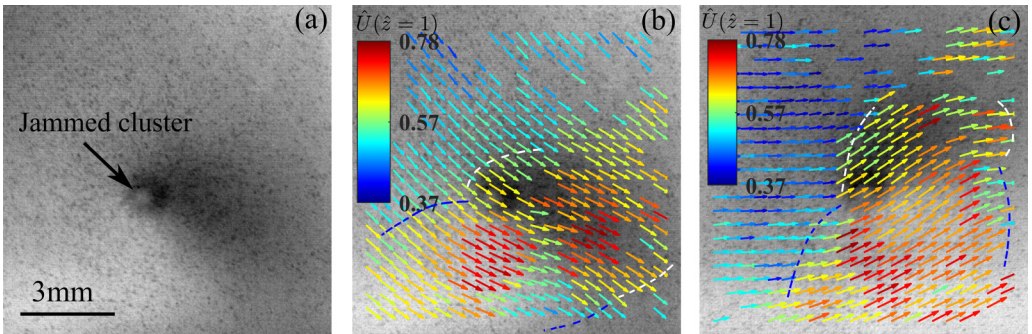 (a)
Jammed cluster
3mm
(b)
Û(ẑ = 1)
0.78
0.57
0.37
(c)
Û(ẑ = 1)
0.78
0.57
0.37